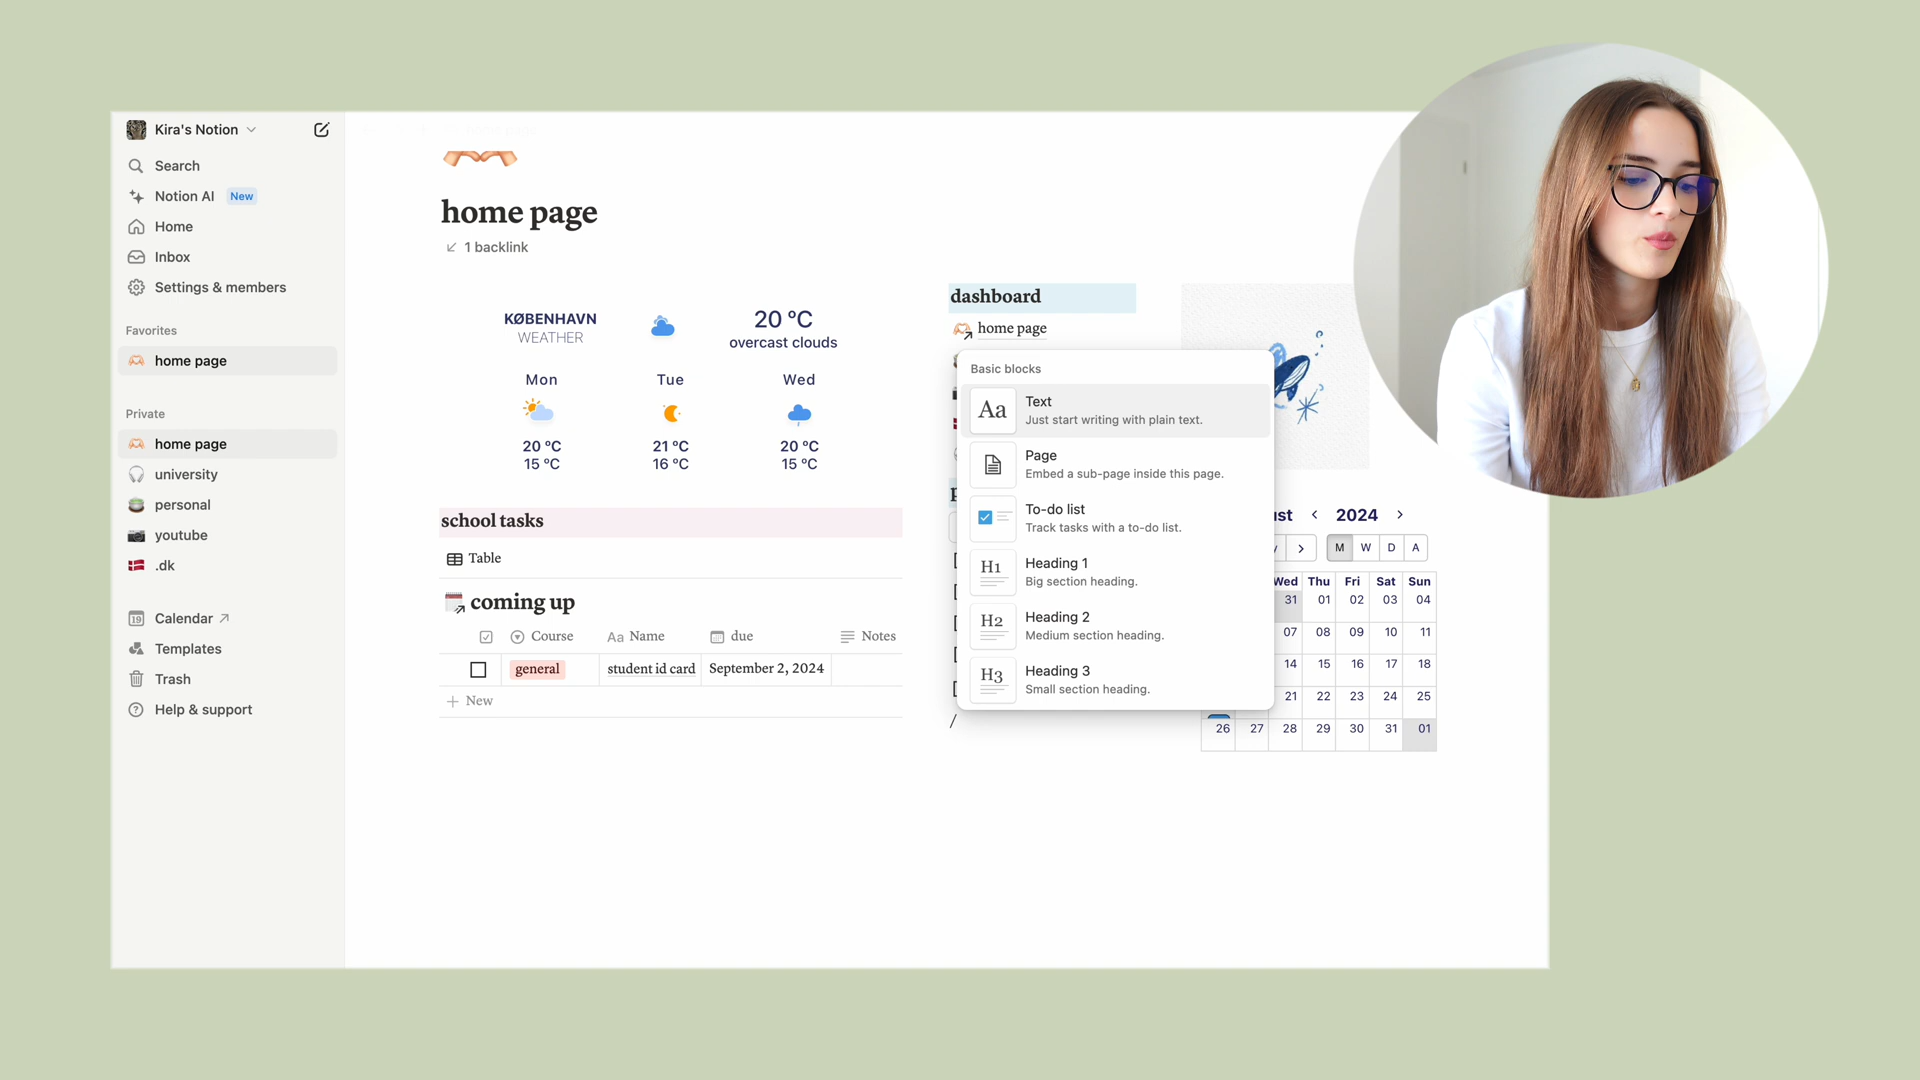 Kira's Notion
Search
Notion AI New
Home
Inbox
Settings & members
Favorites
home page
Private
home page
university
personal
youtube
.dk
19 Calendar
Templates
Trash
Help & support
home page
1 backlink
KØBENHAVN
WEATHER
20 °C
overcast clouds
Mon Tue Wed
20 °C 21 °C 20 °C
15 °C 16 °C 15 °C
school tasks
Table
coming up
Course Aa Name due Notes
general student id card September 2, 2024
+ New
dashboard
home page
Basic blocks
Aa Text
Just start writing with plain text.
Page
Embed a sub-page inside this page.
To-do list
Track tasks with a to-do list.
H1 Heading 1
Big section heading.
H2 Heading 2
Medium section heading.
H3 Heading 3
Small section heading.
/
ust < 2024 >
> M W D A
Wed Thu Fri Sat Sun
31 01 02 03 04
07 08 09 10 11
14 15 16 17 18
21 22 23 24 25
26 27 28 29 30 31 01